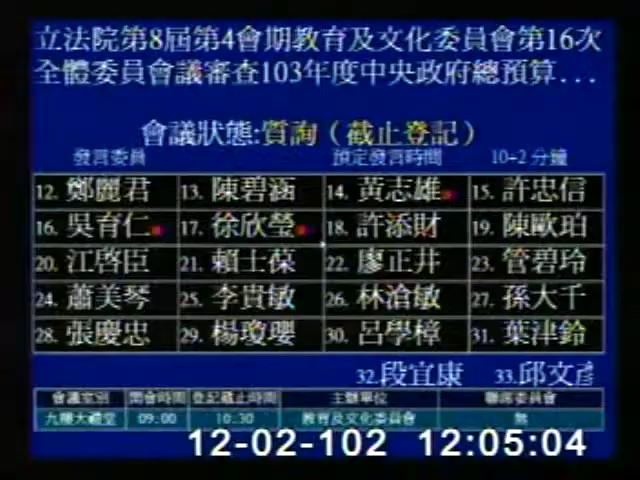 立法院第8屆第4會期教育及文化委員會第16次
全體委員會議審查103年度中央政府總預算...
會議狀態:質詢（截止登記）
發言委員 預定發言時間 10+2 分鐘
12. 鄭麗君 13. 陳碧涵 14. 黃志雄 15. 許忠信
16. 吳育仁 17. 徐欣瑩 18. 許添財 19. 陳歐珀
20. 江啓臣 21. 賴士葆 22. 廖正井 23. 管碧玲
24. 蕭美琴 25. 李貴敏 26. 林滄敏 27. 孫大千
28. 張慶忠 29. 楊瓊瓔 30. 呂學樟 31. 葉津鈴
32.段宜康 33.邱文彥
會議室別 開會時間 登記截止時間 主辦單位 聯席委員會
九樓大禮堂 09:00 10:30 教育及文化委員會 無
12-02-102 12:05:04